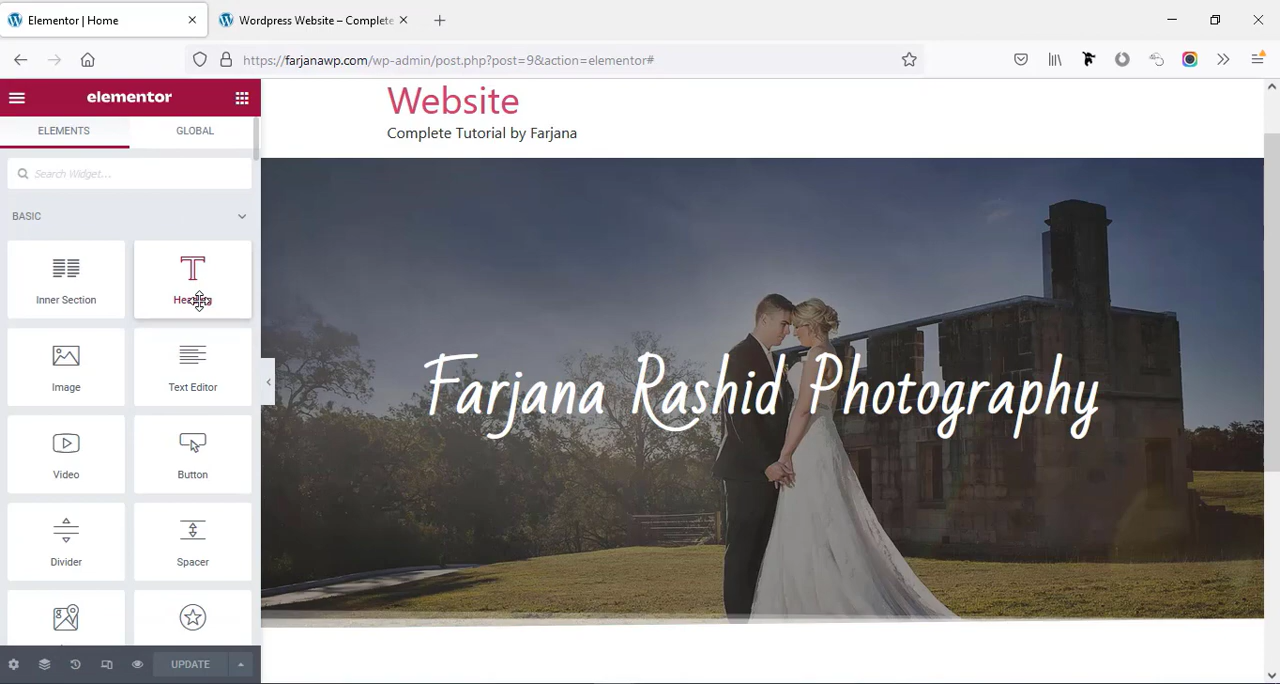 Elementor | Home
Wordpress Website – Complete
https://farjanawp.com/wp-admin/post.php?post=9&action=elementor#
elementor
ELEMENTS
GLOBAL
Search Widget...
BASIC
Inner Section
Heading
Image
Text Editor
Video
Button
Divider
Spacer
UPDATE
Website
Complete Tutorial by Farjana
Farjana Rashid Photography